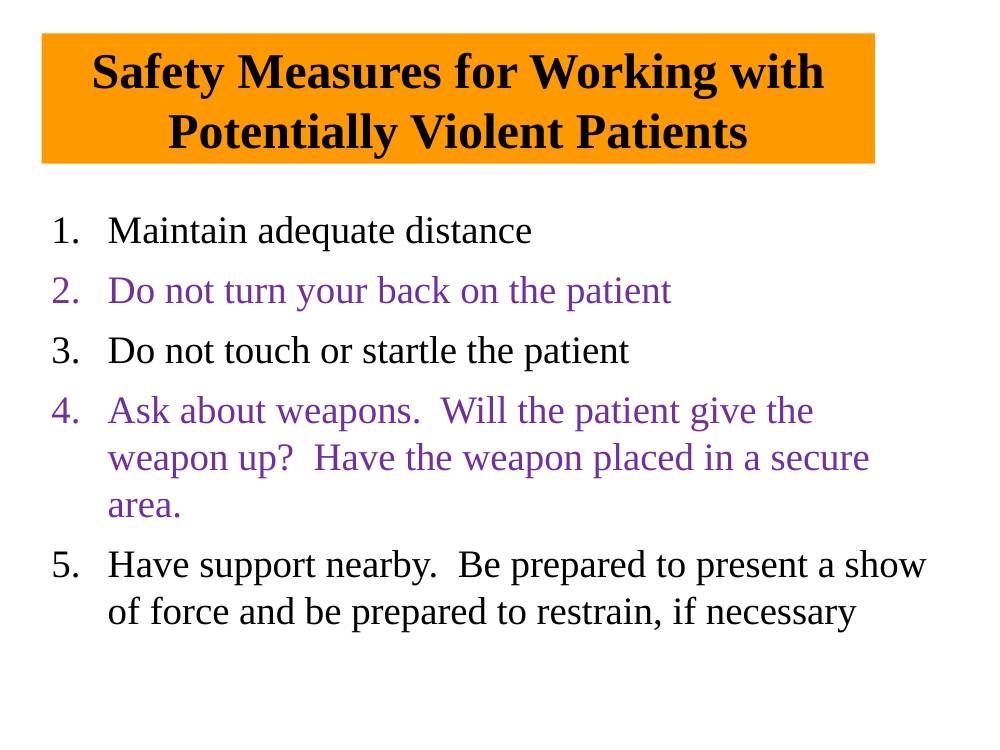 Safety Measures for Working with
Potentially Violent Patients
1. Maintain adequate distance
2. Do not turn your back on the patient
3. Do not touch or startle the patient
4. Ask about weapons.  Will the patient give the
weapon up?  Have the weapon placed in a secure
area.
5. Have support nearby.  Be prepared to present a show
of force and be prepared to restrain, if necessary